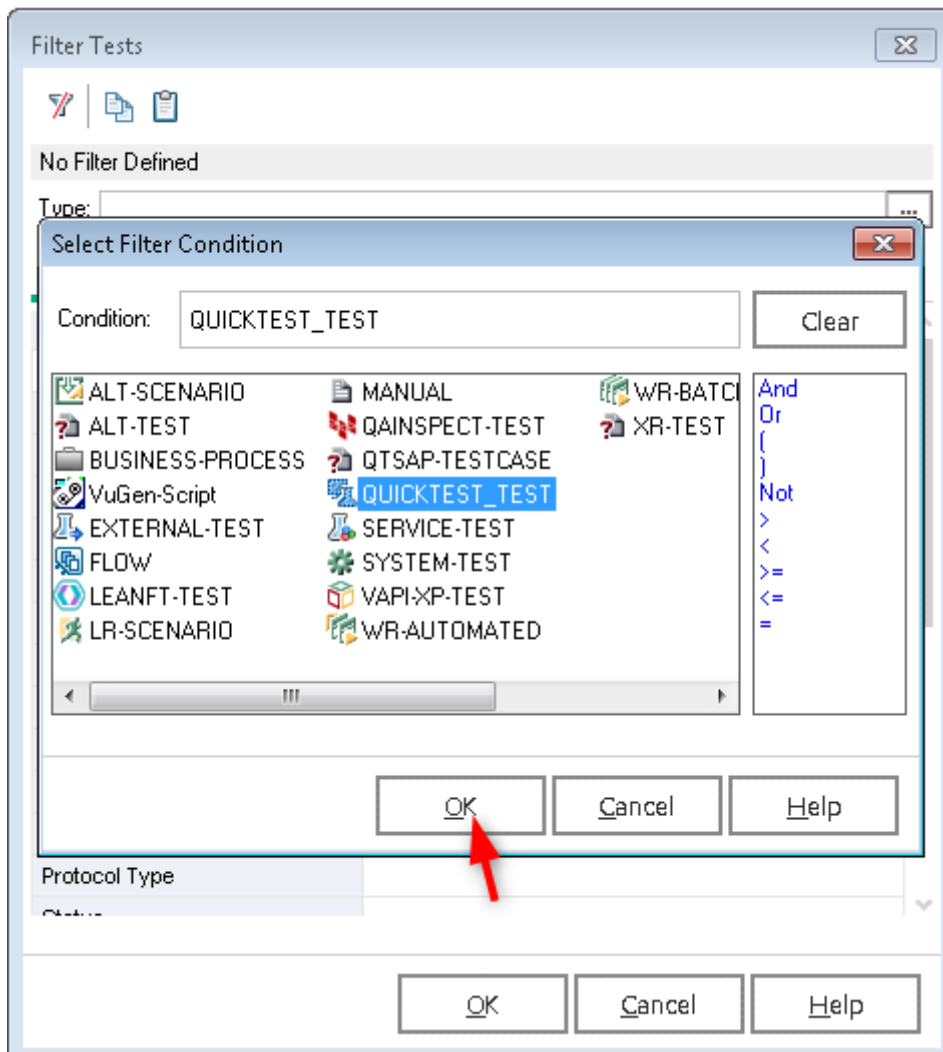 Filter Tests
No Filter Defined
Type:
...
Select Filter Condition
Condition: QUICKTEST_TEST Clear
ALT-SCENARIO
ALT-TEST
BUSINESS-PROCESS
VuGen-Script
EXTERNAL-TEST
FLOW
LEANFT-TEST
LR-SCENARIO
MANUAL
QAINSPECT-TEST
QTSAP-TESTCASE
QUICKTEST_TEST
SERVICE-TEST
SYSTEM-TEST
VAPI-XP-TEST
WR-AUTOMATED
WR-BATC
XR-TEST
And
Or
(
)
Not
>
<
>=
<=
=
OK Cancel Help
Protocol Type
OK Cancel Help